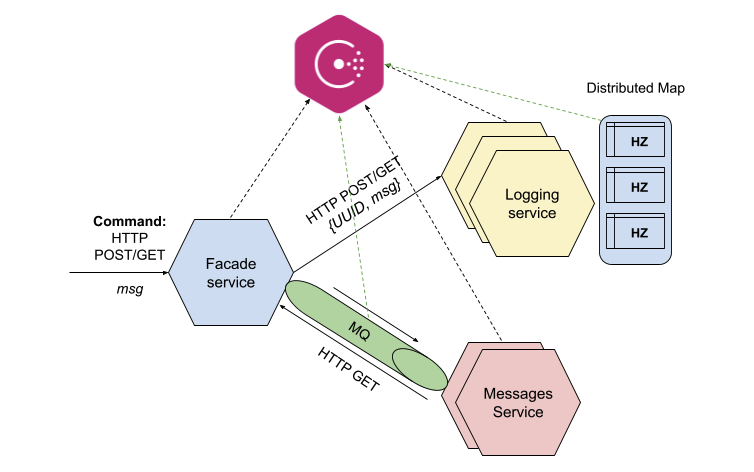 Distributed Map
HZ
HZ
HZ
HTTP POST/GET
{UUID, msg}
Logging
service
Command:
HTTP
POST/GET
msg
Facade
service
MQ
HTTP GET
Messages
Service